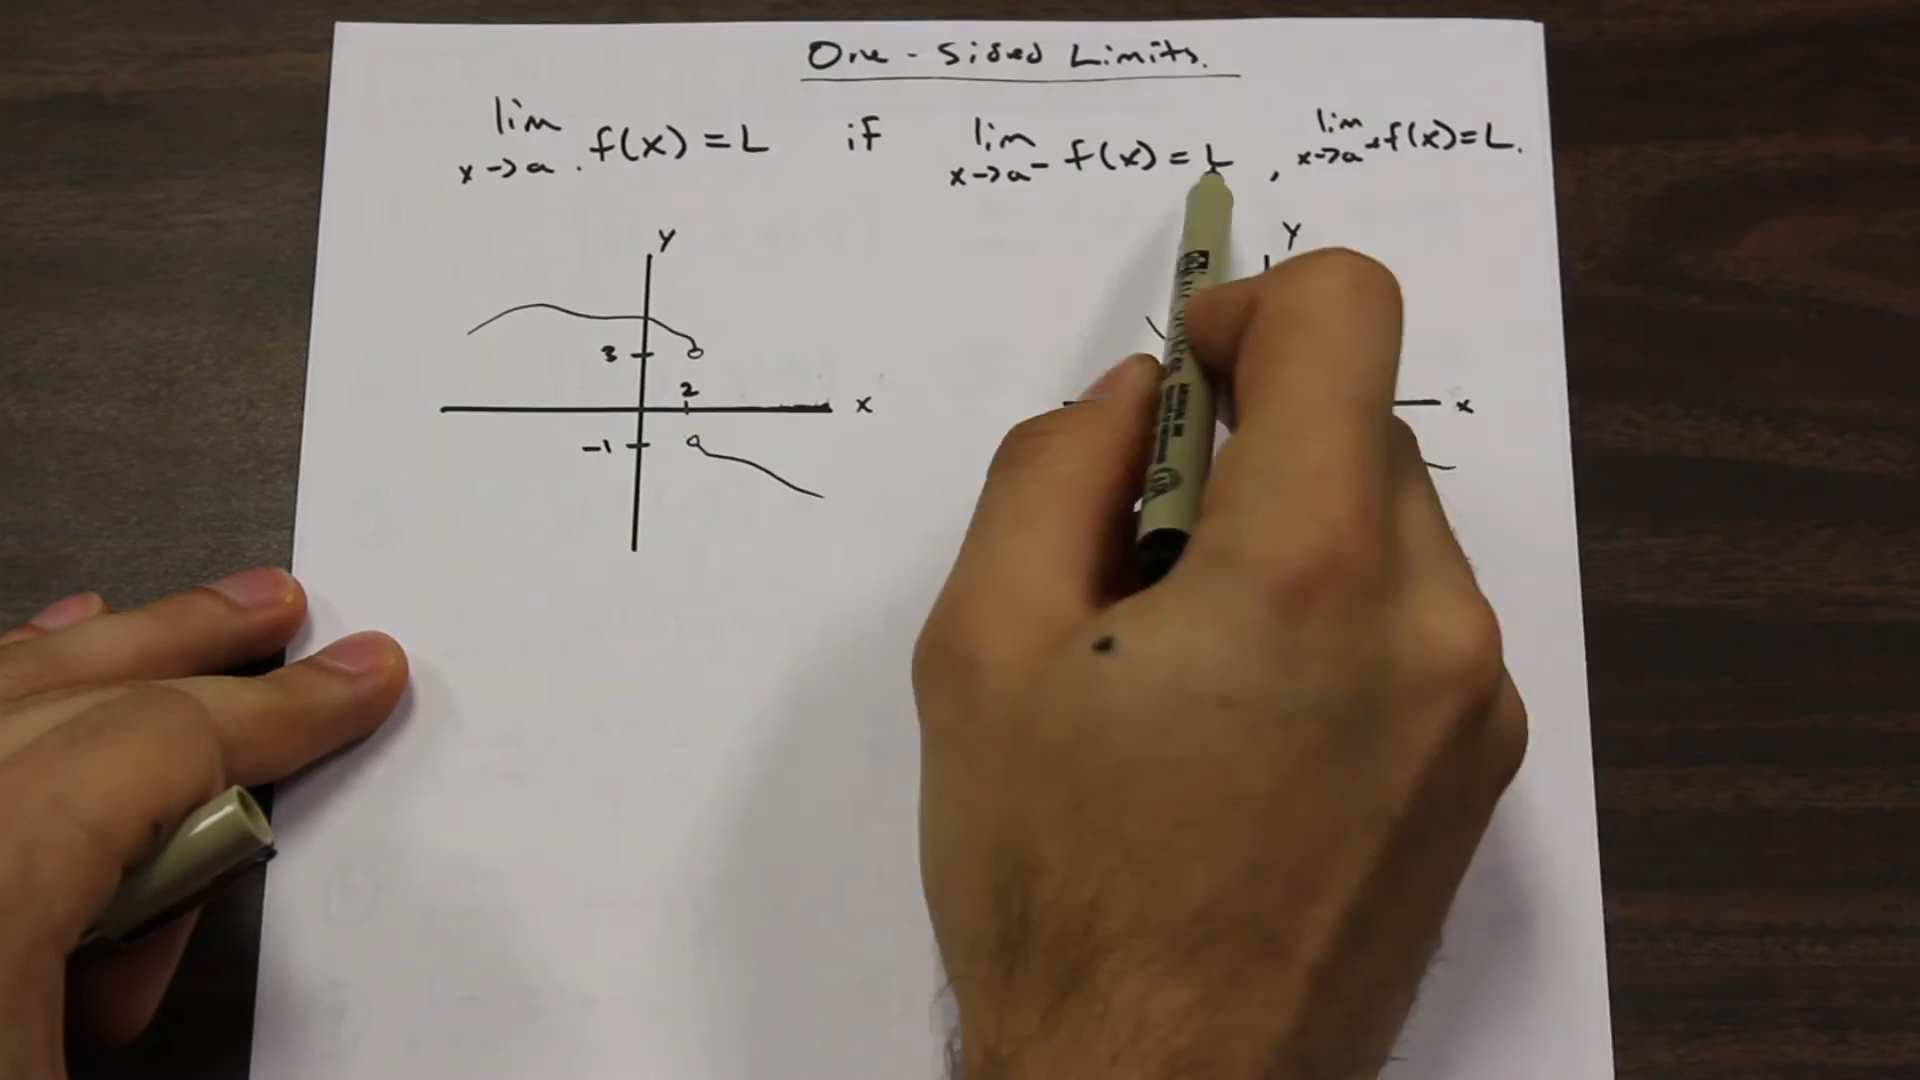 One-Sided Limits.
lim x->a f(x) = L if lim x->a⁻ f(x) = L , lim x->a⁺ f(x) = L.
y
3
2
x
-1
y
x